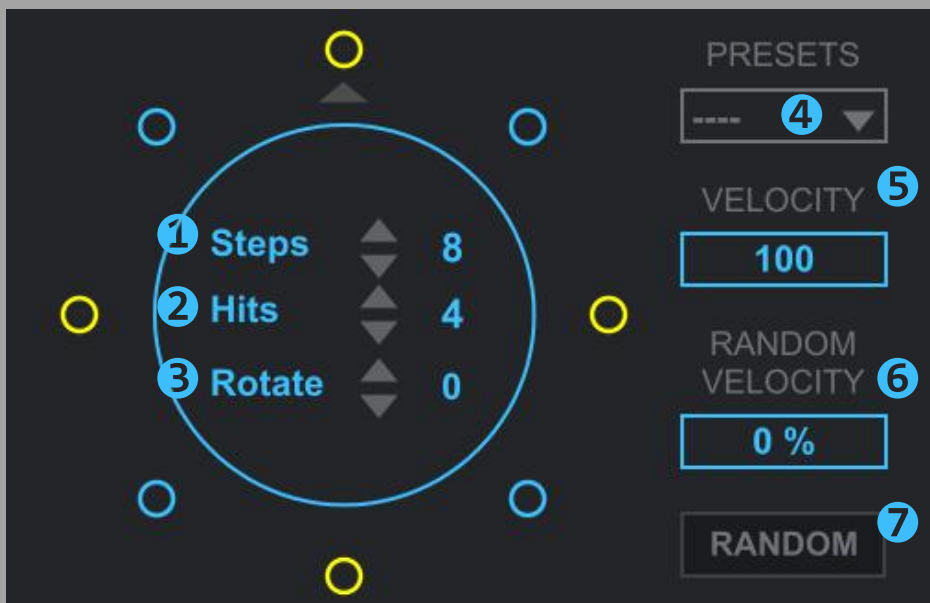 PRESETS
---- 4
VELOCITY 5
100
1 Steps 8
2 Hits 4
3 Rotate 0
RANDOM
VELOCITY 6
0 %
7
RANDOM